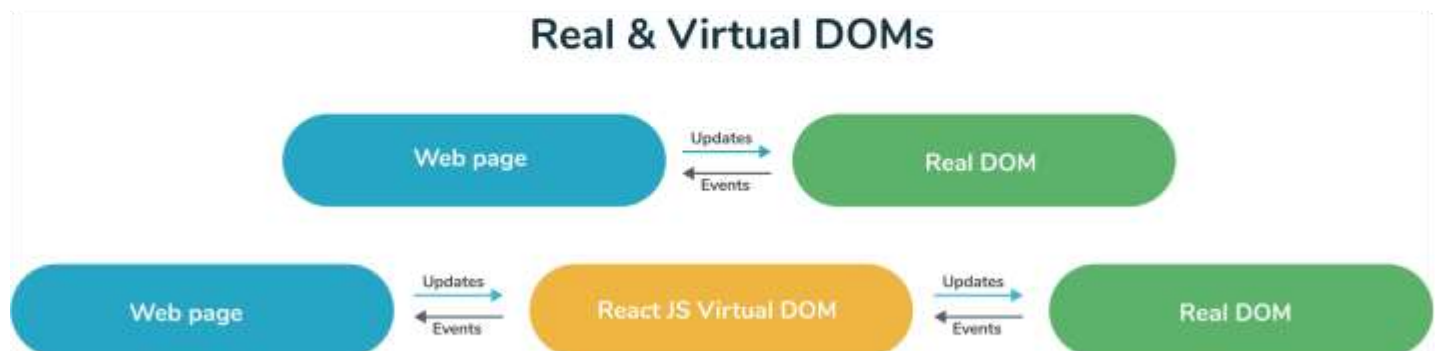 Real & Virtual DOMs
Web page
Updates
Events
Real DOM
Web page
Updates
Events
React JS Virtual DOM
Updates
Events
Real DOM